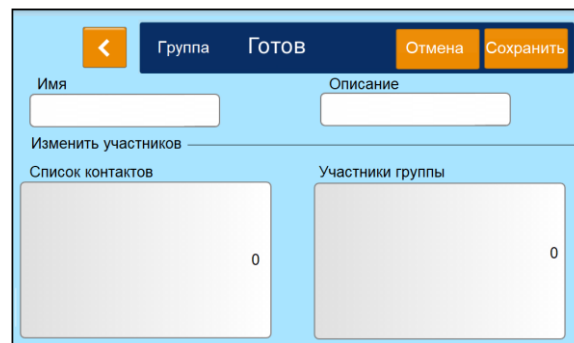 Группа Готов Отмена Сохранить
Имя Описание
Изменить участников
Список контактов Участники группы
0 0